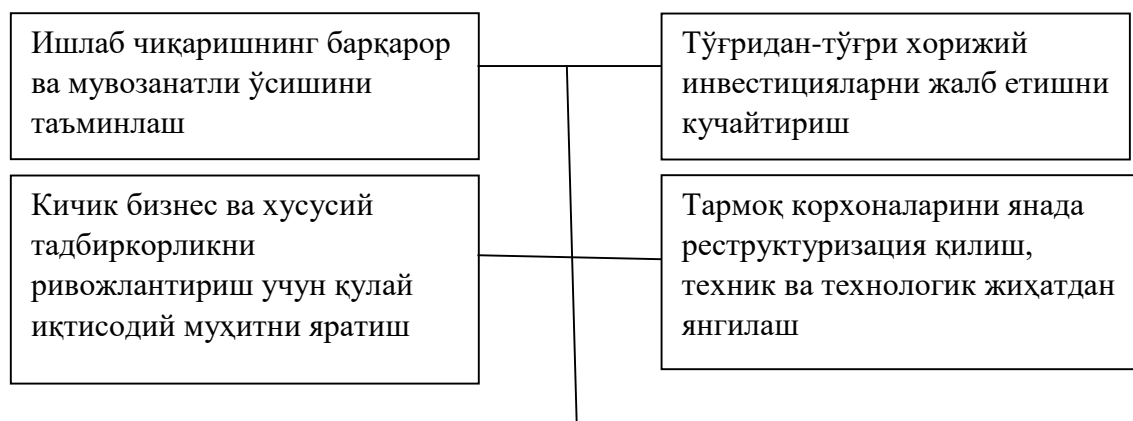 Ишлаб чиқаришнинг барқарор
ва мувозанатли ўсишини
таъминлаш
Тўғридан-тўғри хорижий
инвестицияларни жалб етишни
кучайтириш
Кичик бизнес ва хусусий
тадбиркорликни
ривожлантириш учун қулай
иқтисодий муҳитни яратиш
Тармоқ корхоналарини янада
реструктуризация қилиш,
техник ва технологик жиҳатдан
янгилаш